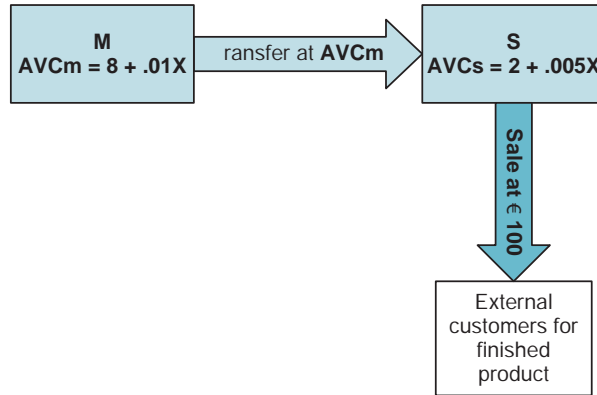 M
AVCm = 8 + .01X
ransfer at AVCm
S
AVCs = 2 + .005X
Sale at € 100
External
customers for
finished
product